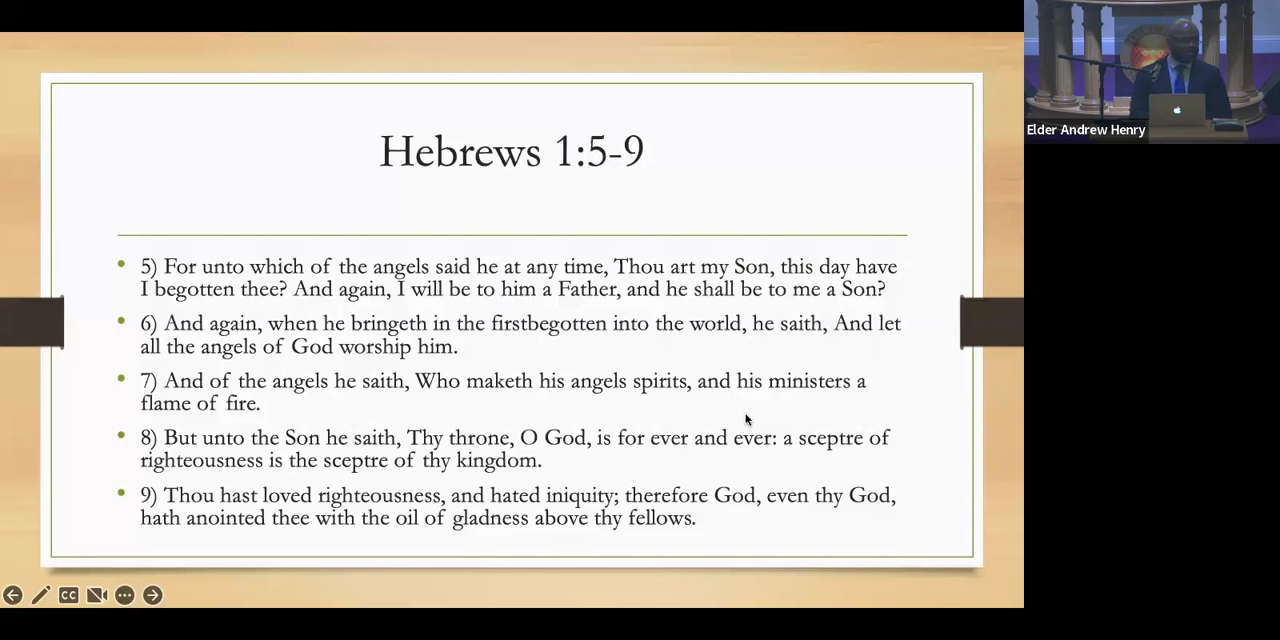 Hebrews 1:5-9
5) For unto which of the angels said he at any time, Thou art my Son, this day have
I begotten thee? And again, I will be to him a Father, and he shall be to me a Son?
6) And again, when he bringeth in the firstbegotten into the world, he saith, And let
all the angels of God worship him.
7) And of the angels he saith, Who maketh his angels spirits, and his ministers a
flame of fire.
8) But unto the Son he saith, Thy throne, O God, is for ever and ever: a sceptre of
righteousness is the sceptre of thy kingdom.
9) Thou hast loved righteousness, and hated iniquity; therefore God, even thy God,
hath anointed thee with the oil of gladness above thy fellows.
Elder Andrew Henry
CC